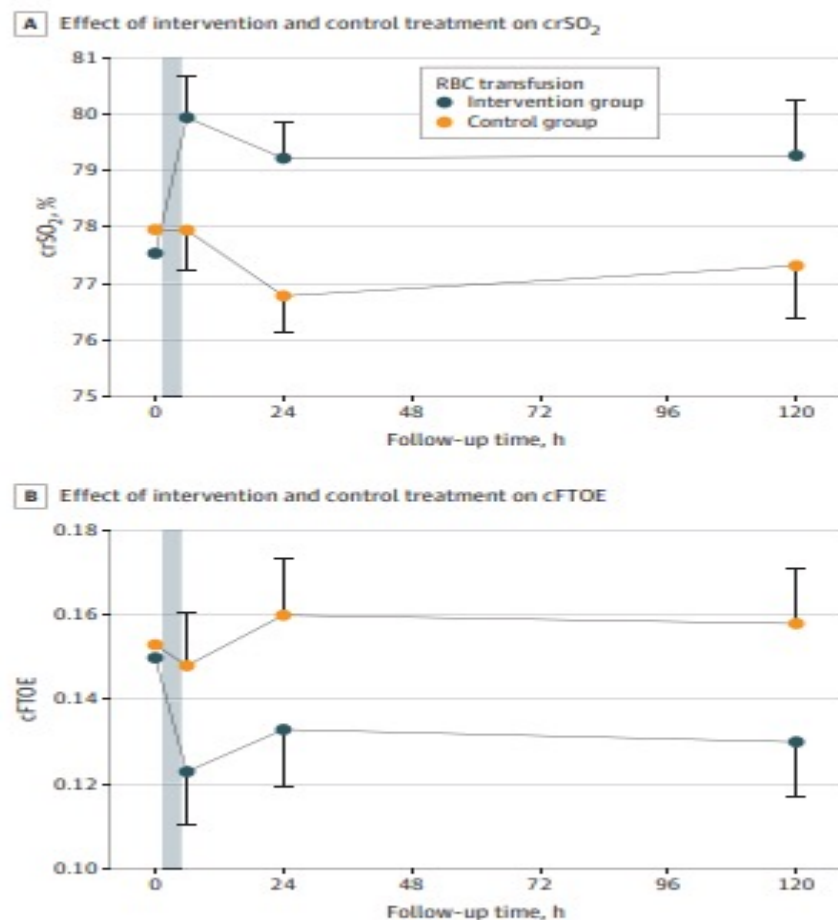 A Effect of intervention and control treatment on crSO₂
81
80
79
78
77
76
75
crSO₂, %
RBC transfusion
Intervention group
Control group
0 24 48 72 96 120
Follow-up time, h
B Effect of intervention and control treatment on cFTOE
0.18
0.16
0.14
0.12
0.10
cFTOE
0 24 48 72 96 120
Follow-up time, h